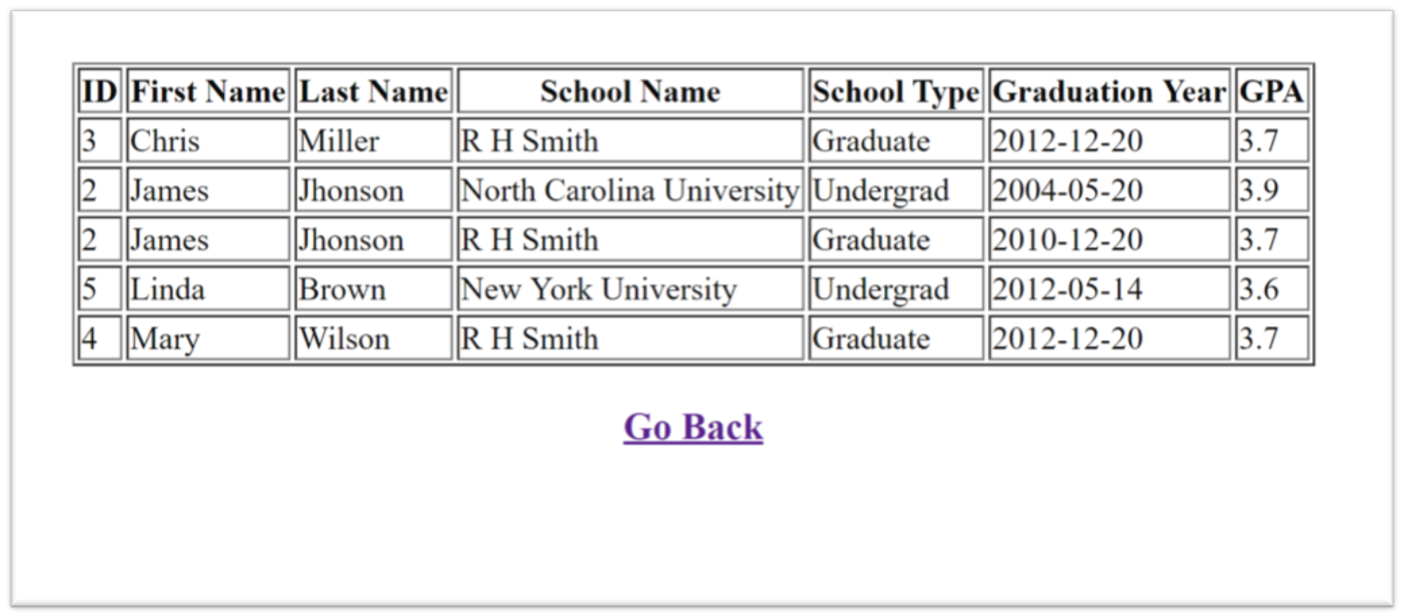 ID First Name Last Name School Name School Type Graduation Year GPA
3 Chris Miller R H Smith Graduate 2012-12-20 3.7
2 James Jhonson North Carolina University Undergrad 2004-05-20 3.9
2 James Jhonson R H Smith Graduate 2010-12-20 3.7
5 Linda Brown New York University Undergrad 2012-05-14 3.6
4 Mary Wilson R H Smith Graduate 2012-12-20 3.7
Go Back